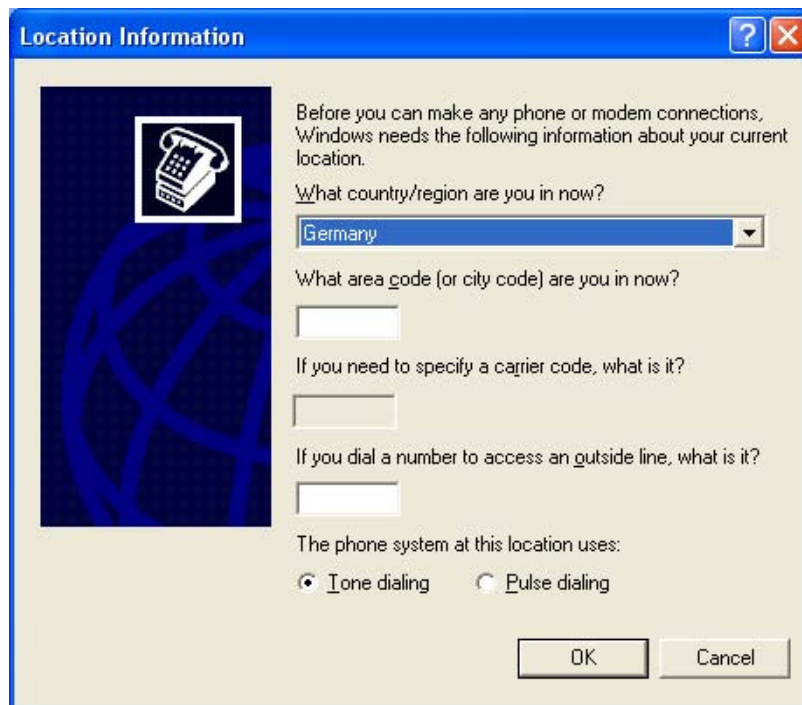 Location Information
Before you can make any phone or modem connections,
Windows needs the following information about your current
location.
What country/region are you in now?
Germany
What area code (or city code) are you in now?
If you need to specify a carrier code, what is it?
If you dial a number to access an outside line, what is it?
The phone system at this location uses:
Tone dialing Pulse dialing
OK Cancel